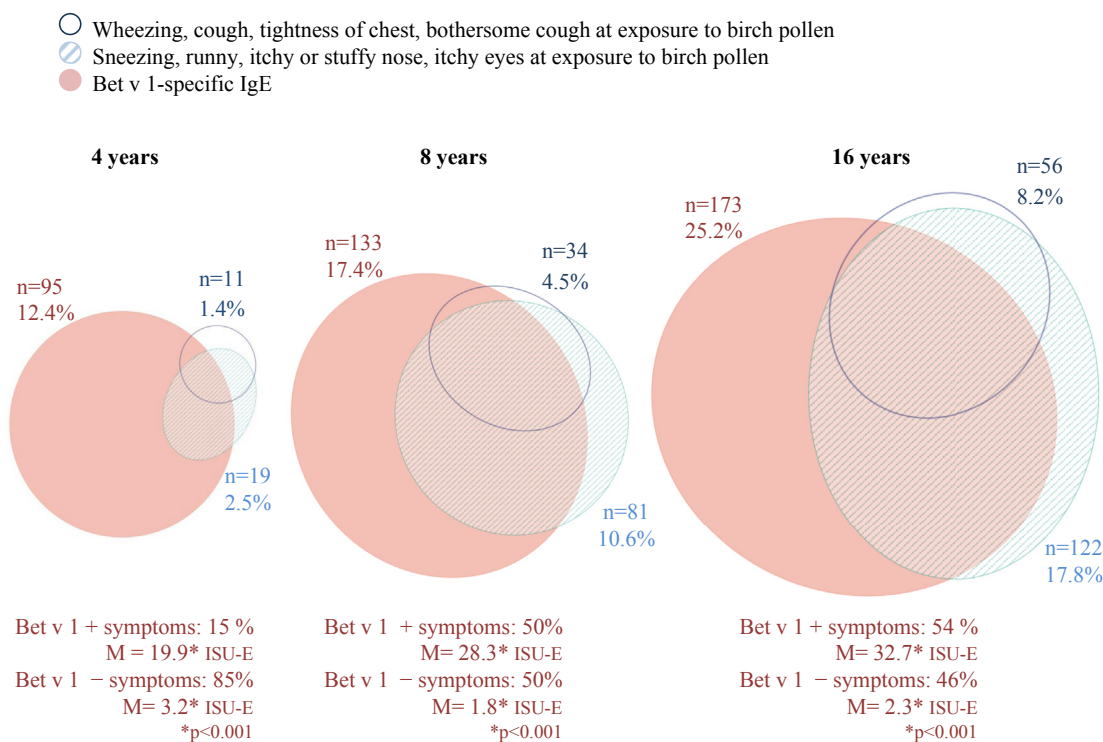 Wheezing, cough, tightness of chest, bothersome cough at exposure to birch pollen
Sneezing, runny, itchy or stuffy nose, itchy eyes at exposure to birch pollen
Bet v 1-specific IgE
4 years
n=95
12.4%
n=11
1.4%
n=19
2.5%
Bet v 1 + symptoms: 15 %
M = 19.9* ISU-E
Bet v 1 − symptoms: 85%
M= 3.2* ISU-E
*p<0.001
8 years
n=133
17.4%
n=34
4.5%
n=81
10.6%
Bet v 1 + symptoms: 50%
M= 28.3* ISU-E
Bet v 1 − symptoms: 50%
M= 1.8* ISU-E
*p<0.001
16 years
n=173
25.2%
n=56
8.2%
n=122
17.8%
Bet v 1 + symptoms: 54 %
M= 32.7* ISU-E
Bet v 1 − symptoms: 46%
M= 2.3* ISU-E
*p<0.001